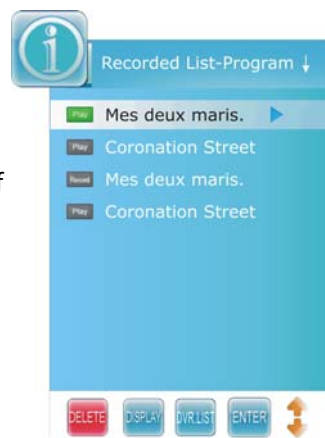 Recorded List-Program ↓
Play Mes deux maris.
Play Coronation Street
f
Record Mes deux maris.
Play Coronation Street
DELETE DISPLAY DVR.LIST ENTER